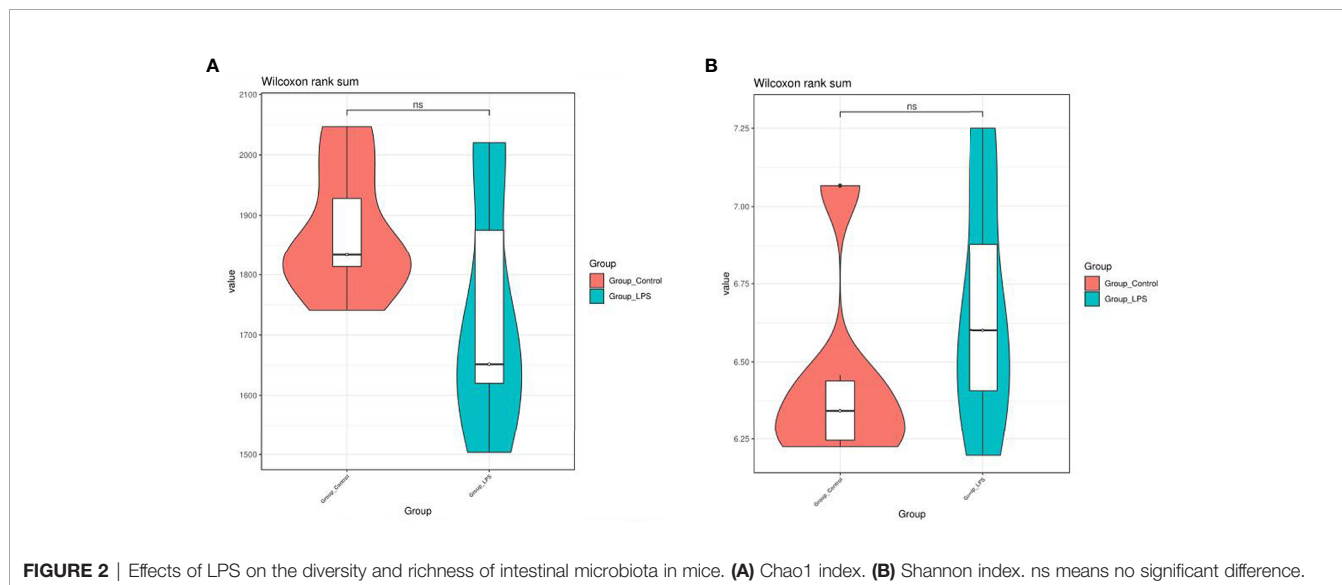 A
Wilcoxon rank sum
ns
2100
2000
1900
1800
1700
1600
1500
value
Group_Control
Group_LPS
Group
Group
Group_Control
Group_LPS
B
Wilcoxon rank sum
ns
7.25
7.00
6.75
6.50
6.25
value
Group_Control
Group_LPS
Group
Group
Group_Control
Group_LPS
FIGURE 2 | Effects of LPS on the diversity and richness of intestinal microbiota in mice. (A) Chao1 index. (B) Shannon index. ns means no significant difference.